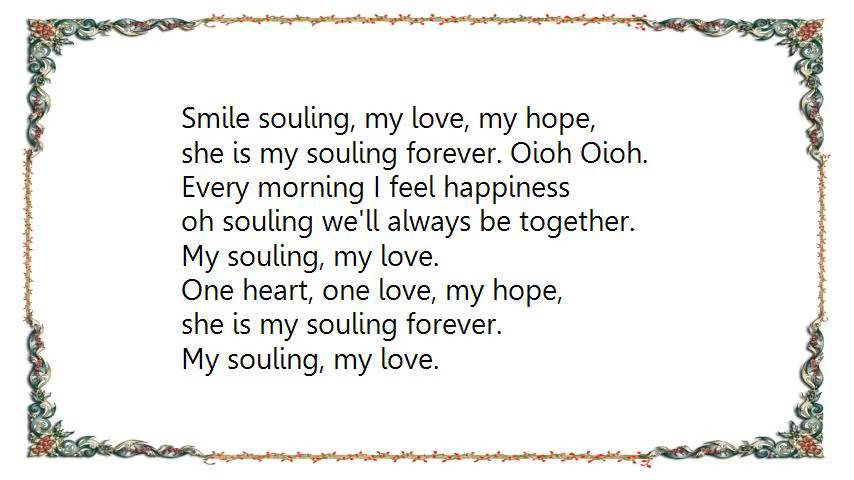 Smile souling, my love, my hope,
she is my souling forever. Oioh Oioh.
Every morning I feel happiness
oh souling we'll always be together.
My souling, my love.
One heart, one love, my hope,
she is my souling forever.
My souling, my love.